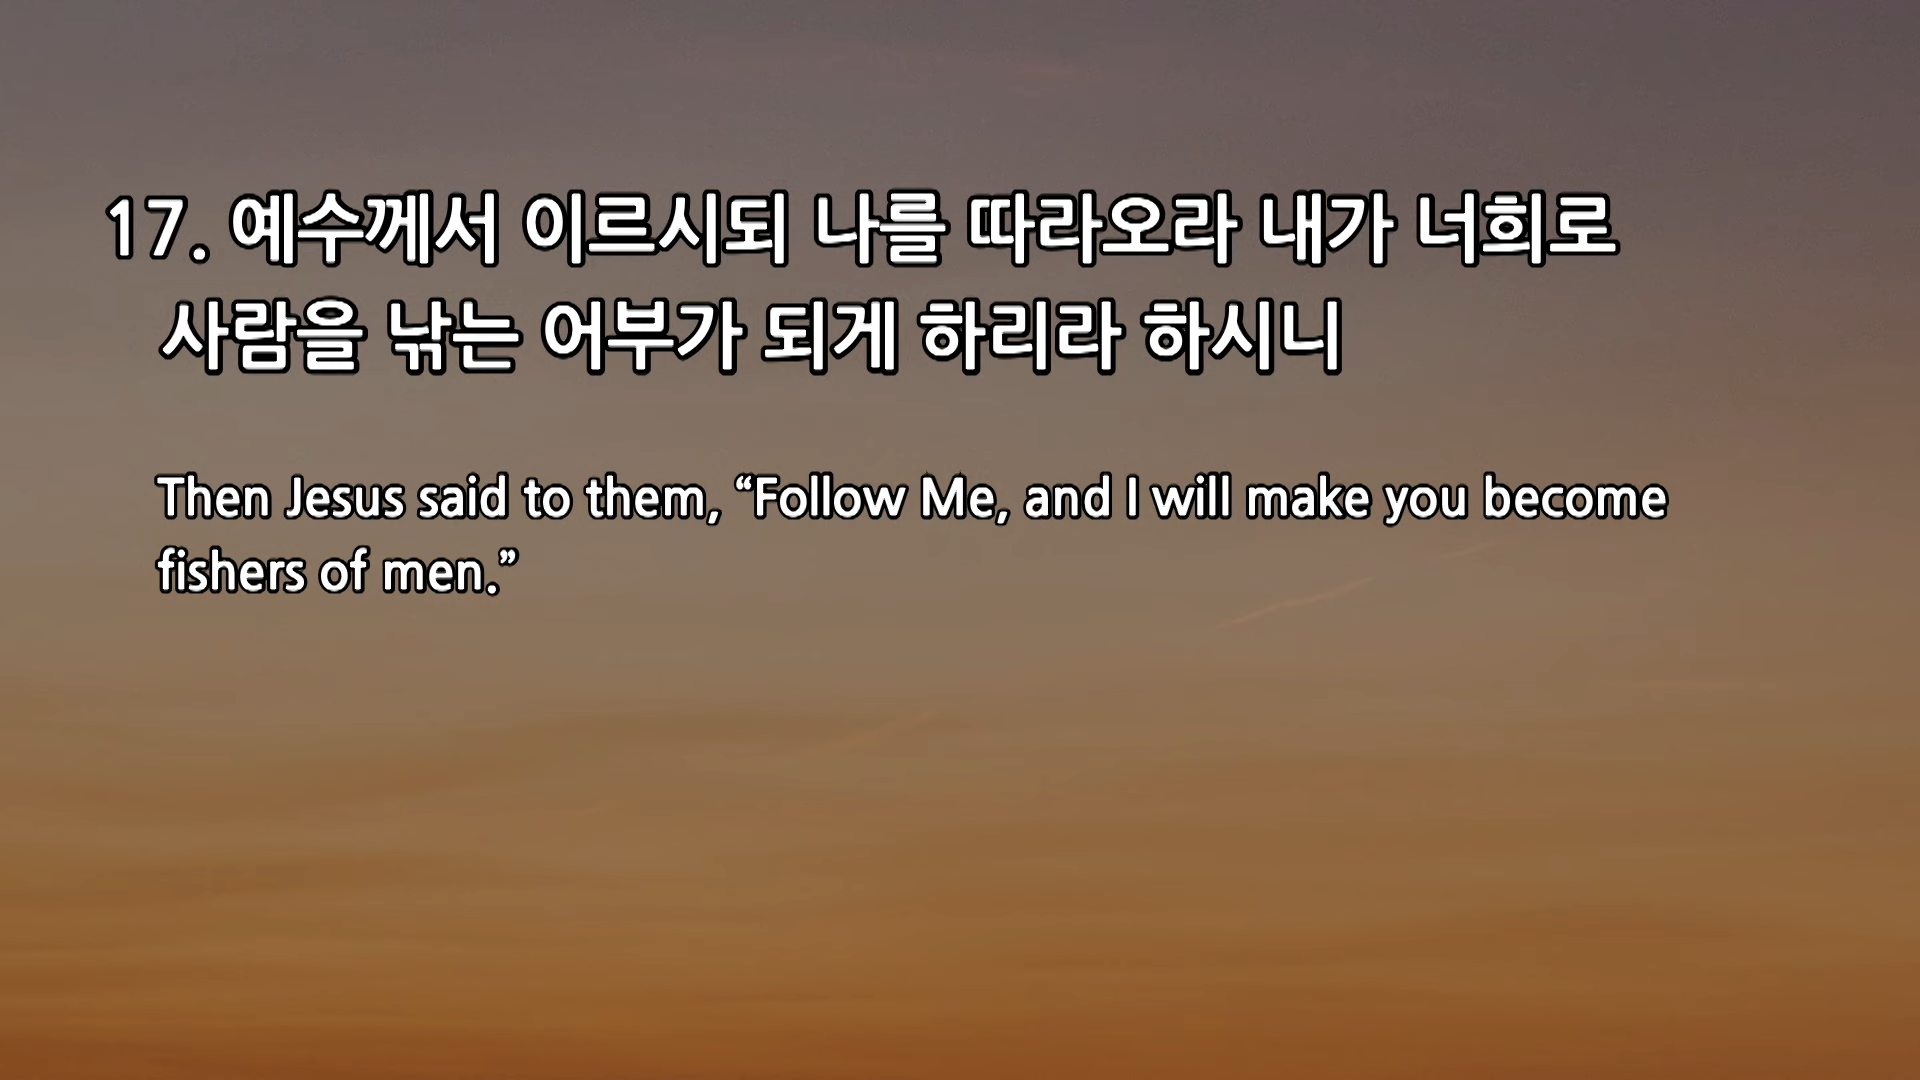 17. 예수께서 이르시되 나를 따라오라 내가 너희로
사람을 낚는 어부가 되게 하리라 하시니
Then Jesus said to them, “Follow Me, and I will make you become
fishers of men.”